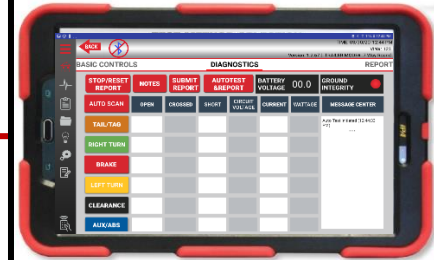 BACK
BASIC CONTROLS DIAGNOSTICS REPORT
STOP/RESET REPORT NOTES SUBMIT REPORT AUTOTEST &REPORT BATTERY VOLTAGE 00.0 GROUND INTEGRITY
AUTO SCAN OPEN CROSSED SHORT CIRCUIT VOLTAGE CURRENT WATTAGE MESSAGE CENTER
TAIL/TAG
RIGHT TURN
BRAKE
LEFT TURN
CLEARANCE
AUX/ABS